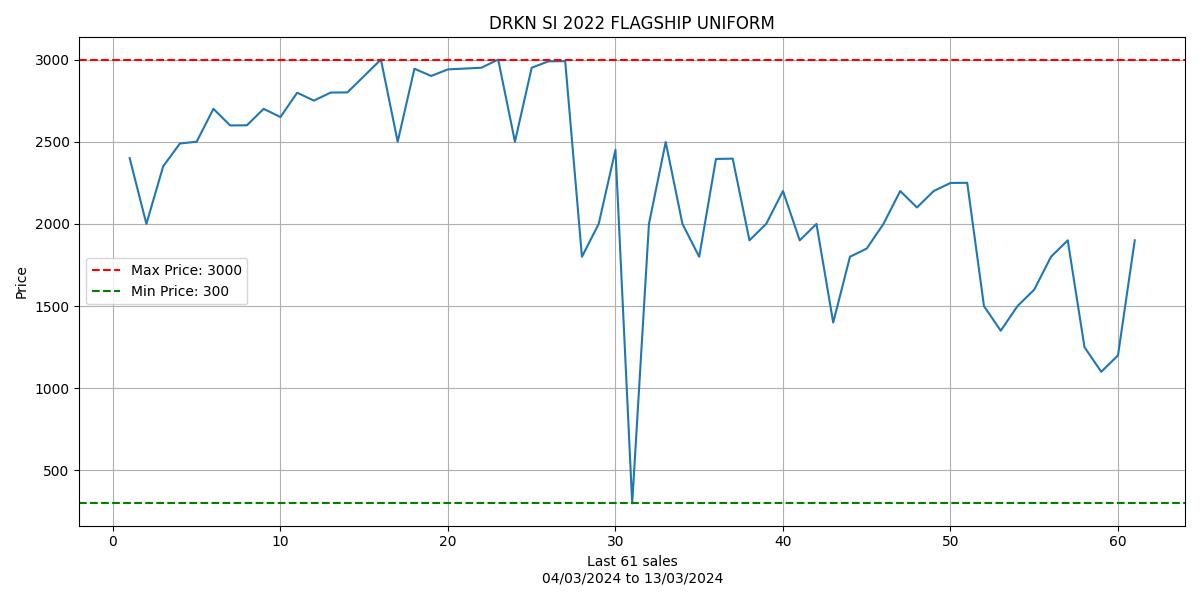 DRKN SI 2022 FLAGSHIP UNIFORM
3000
2500
2000
1500
1000
500
Price
Max Price: 3000
Min Price: 300
0 10 20 30 40 50 60
Last 61 sales
04/03/2024 to 13/03/2024